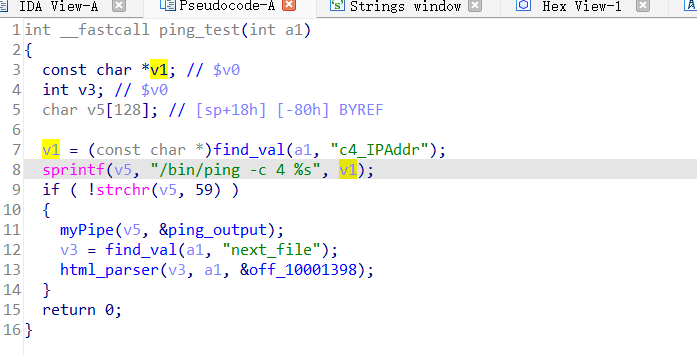 IDA View-A Pseudocode-A Strings window Hex View-1
1 int __fastcall ping_test(int a1)
2 {
3 const char *v1; // $v0
4 int v3; // $v0
5 char v5[128]; // [sp+18h] [-80h] BYREF
6
7 v1 = (const char *)find_val(a1, "c4_IPAddr");
8 sprintf(v5, "/bin/ping -c 4 %s", v1);
9 if ( !strchr(v5, 59) )
10 {
11 myPipe(v5, &ping_output);
12 v3 = find_val(a1, "next_file");
13 html_parser(v3, a1, &off_10001398);
14 }
15 return 0;
16 }